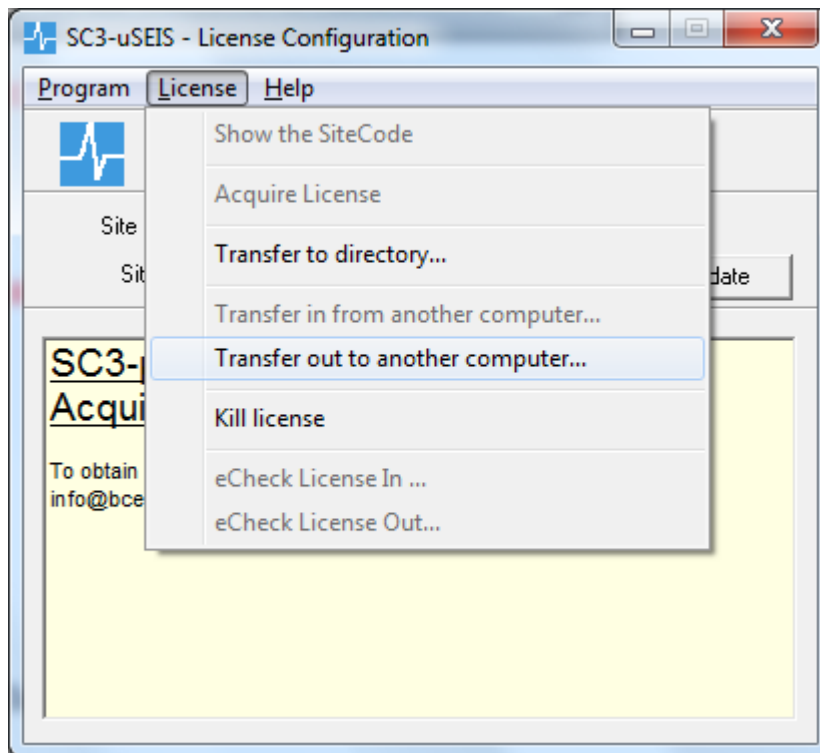 SC3-uSEIS - License Configuration
Program License Help
Show the SiteCode
Acquire License
Site
Transfer to directory...
Sit
date
Transfer in from another computer...
SC3-
Transfer out to another computer...
Acqui
Kill license
To obtain
info@bce
eCheck License In ...
eCheck License Out...